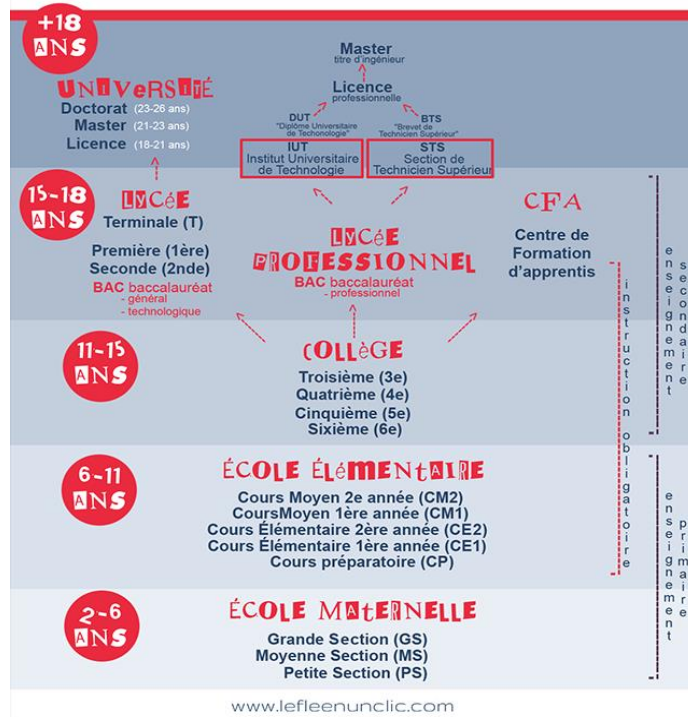 +18
ANS
UNIVERSITÉ
Doctorat (23-26 ans)
Master (21-23 ans)
Licence (18-21 ans)
Master
titre d'ingénieur
Licence
professionnelle
DUT
"Diplôme Universitaire
de Techonologie"
BTS
"Brevet de
Technicien Supérieur"
IUT
Institut Universitaire
de Technologie
STS
Section de
Technicien Supérieur
15-18
ANS
LYCÉE
Terminale (T)
Première (1ère)
Seconde (2nde)
BAC baccalauréat
- général
- technologique
LYCÉE
PROFESSIONNEL
BAC baccalauréat
- professionnel
CFA
Centre de
Formation
d'apprentis
11-15
ANS
COLLÈGE
Troisième (3e)
Quatrième (4e)
Cinquième (5e)
Sixième (6e)
6-11
ANS
ÉCOLE ÉLÉMENTAIRE
Cours Moyen 2e année (CM2)
CoursMoyen 1ère année (CM1)
Cours Élémentaire 2ère année (CE2)
Cours Élémentaire 1ère année (CE1)
Cours préparatoire (CP)
2-6
ANS
ÉCOLE MATERNELLE
Grande Section (GS)
Moyenne Section (MS)
Petite Section (PS)
instruction obligatoire
enseignement
secondaire
enseignement
primaire
www.lefleenunclic.com